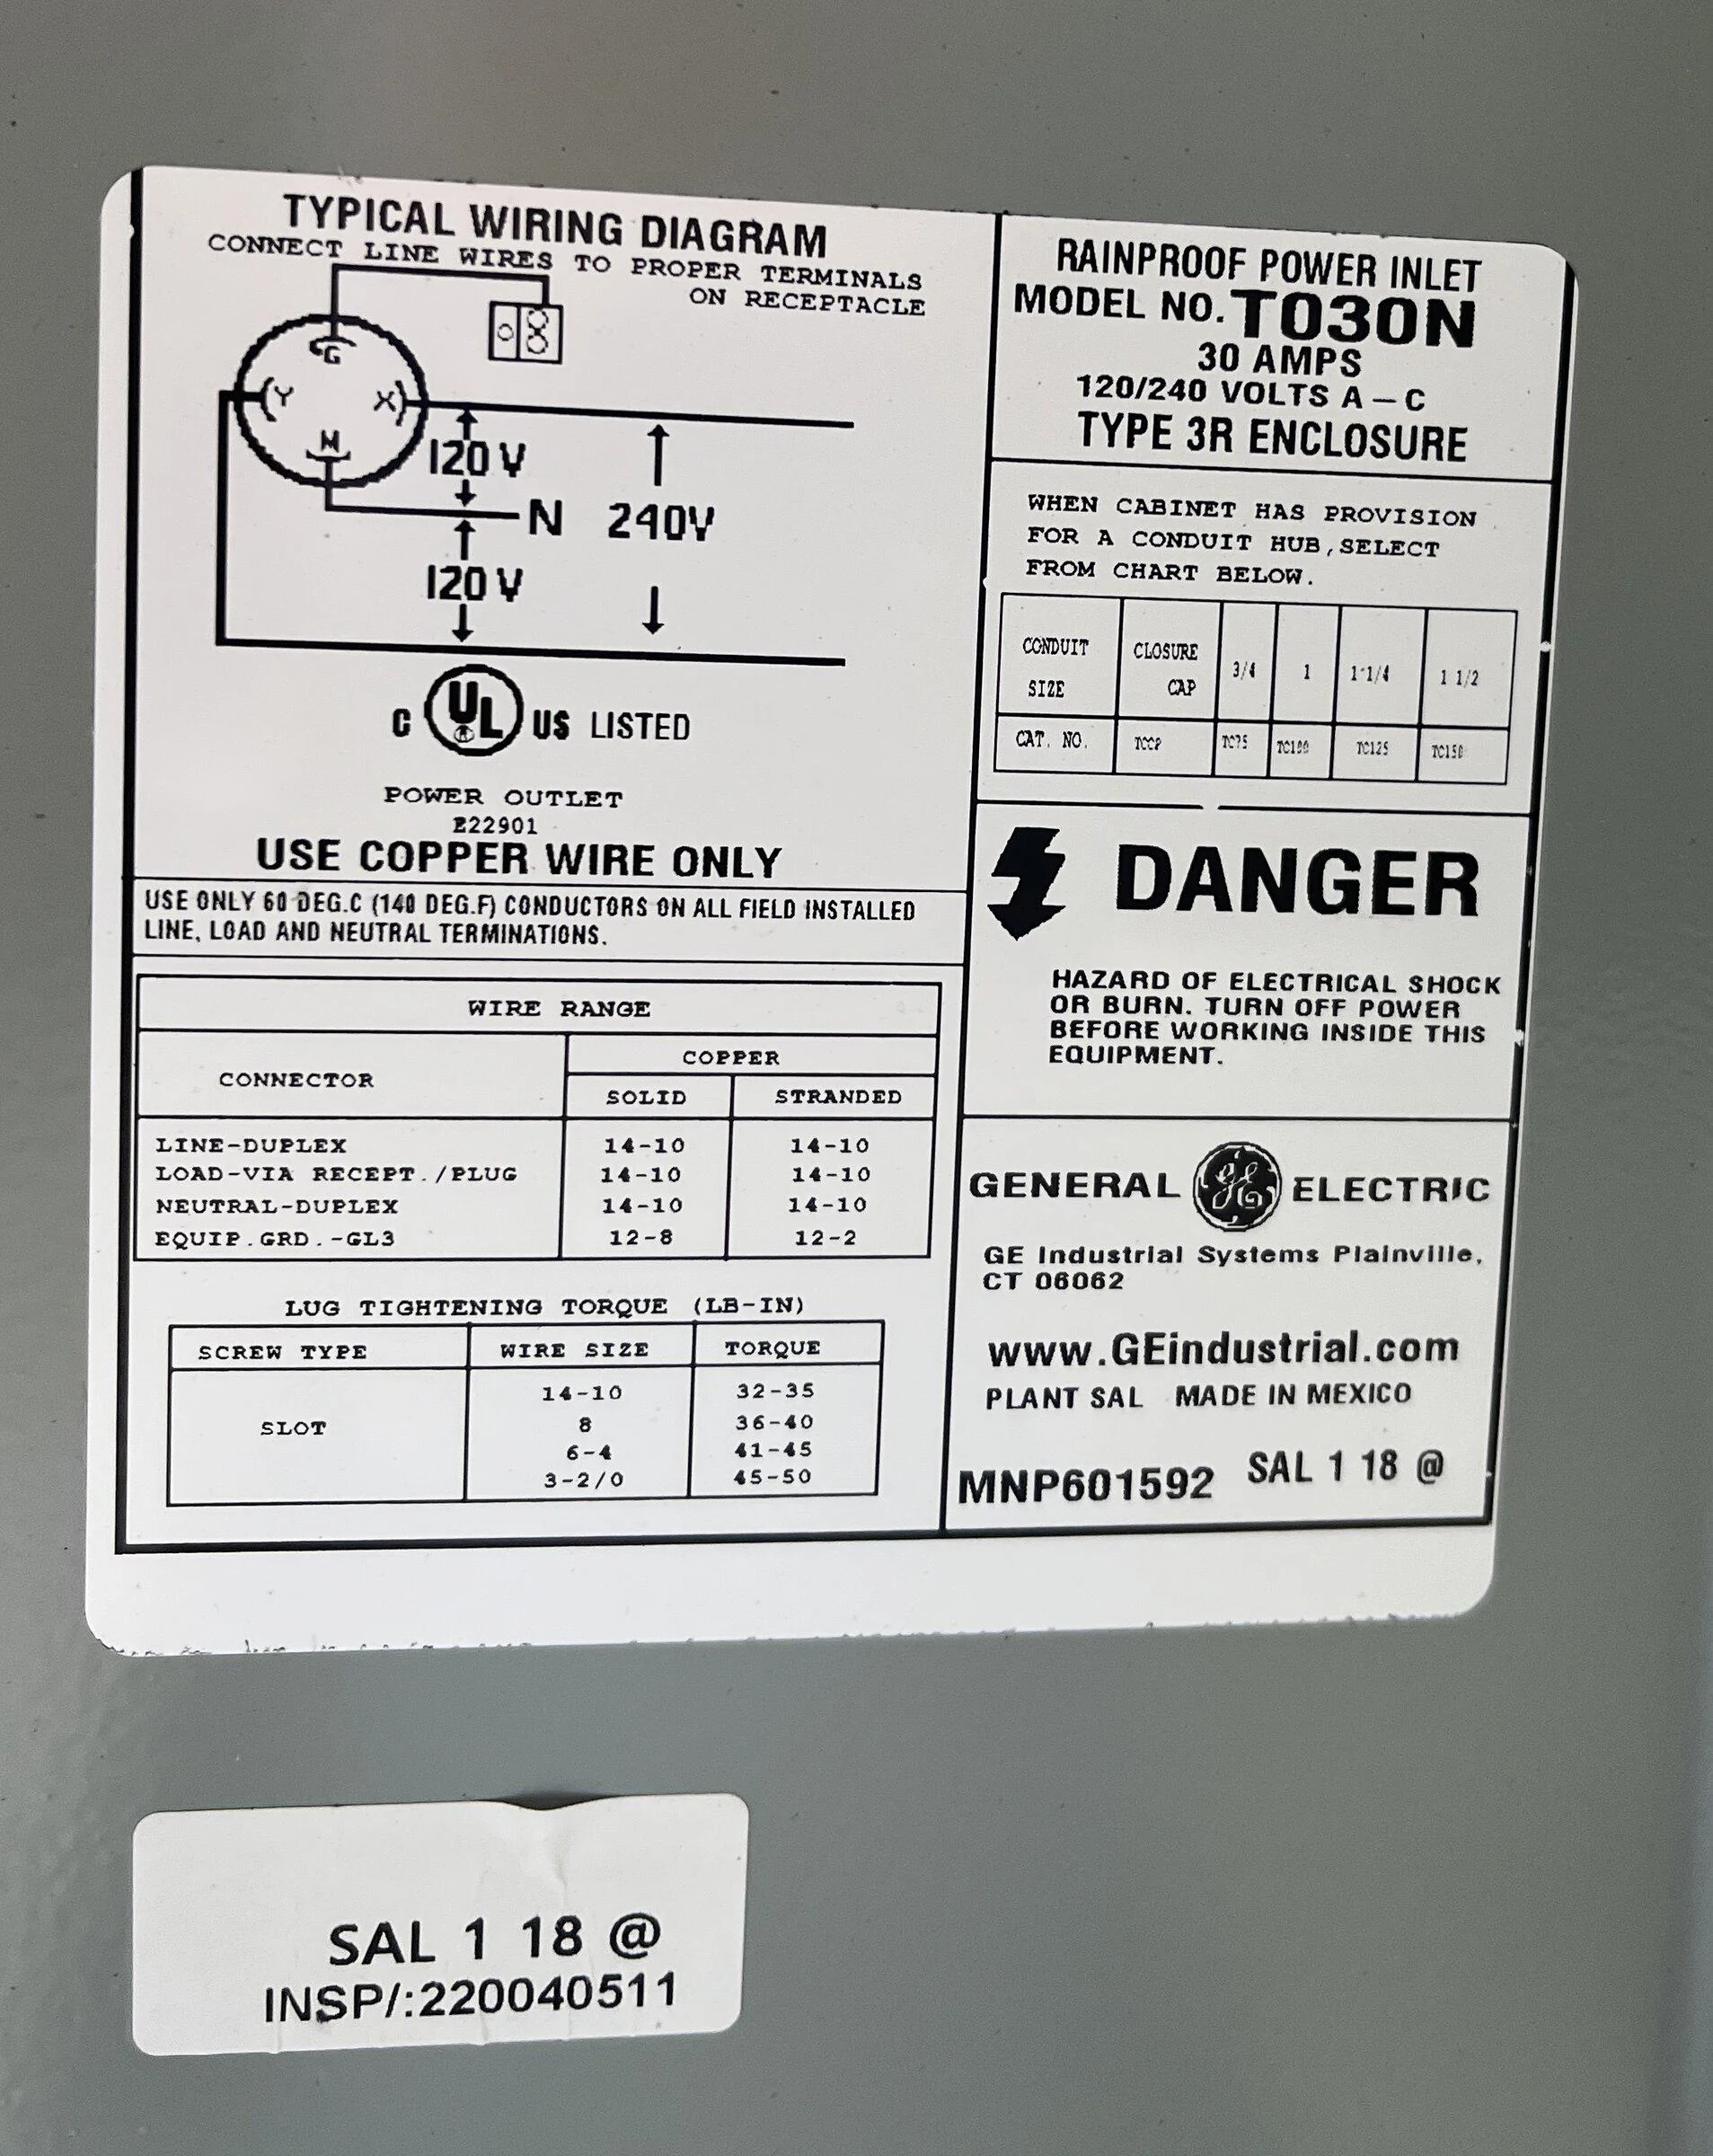 TYPICAL WIRING DIAGRAM
CONNECT LINE WIRES TO PROPER TERMINALS
ON RECEPTACLE
G
Y X
W
120 V
N 240V
120 V
C UL US LISTED
POWER OUTLET
E22901
USE COPPER WIRE ONLY
USE ONLY 60 DEG.C (140 DEG.F) CONDUCTORS ON ALL FIELD INSTALLED
LINE, LOAD AND NEUTRAL TERMINATIONS.
WIRE RANGE
CONNECTOR COPPER
SOLID STRANDED
LINE-DUPLEX 14-10 14-10
LOAD-VIA RECEPT./PLUG 14-10 14-10
NEUTRAL-DUPLEX 14-10 14-10
EQUIP.GRD.-GL3 12-8 12-2
LUG TIGHTENING TORQUE (LB-IN)
SCREW TYPE WIRE SIZE TORQUE
14-10 32-35
SLOT 8 36-40
6-4 41-45
3-2/0 45-50
RAINPROOF POWER INLET
MODEL NO. TO30N
30 AMPS
120/240 VOLTS A-C
TYPE 3R ENCLOSURE
WHEN CABINET HAS PROVISION
FOR A CONDUIT HUB, SELECT
FROM CHART BELOW.
CONDUIT CLOSURE 3/4 1 1-1/4 1 1/2
SIZE CAP
CAT. NO. TCCP TC75 TC100 TC125 TC150
DANGER
HAZARD OF ELECTRICAL SHOCK
OR BURN. TURN OFF POWER
BEFORE WORKING INSIDE THIS
EQUIPMENT.
GENERAL GE ELECTRIC
GE Industrial Systems Plainville,
CT 06062
www.GEindustrial.com
PLANT SAL MADE IN MEXICO
MNP601592 SAL 1 18 @
SAL 1 18 @
INSP/:220040511